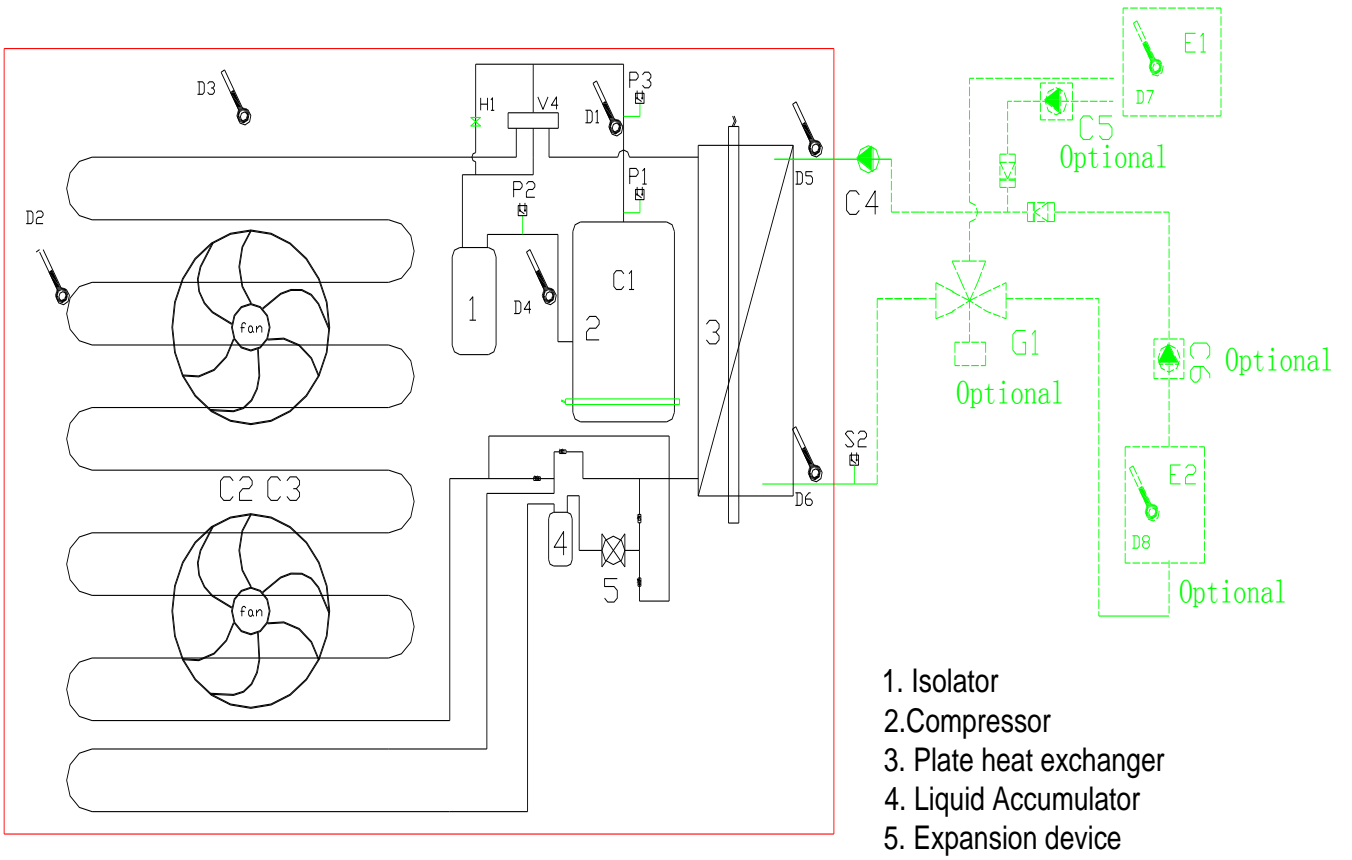 D3
H1
V4
D1
P3
E1
D7
C5
Optional
D2
P2
P1
D5
C4
C1
fan
1
D4
2
3
G1
Optional
C6
Optional
S2
C2 C3
D6
E2
4
D8
5
Optional
fan
1. Isolator
2.Compressor
3. Plate heat exchanger
4. Liquid Accumulator
5. Expansion device